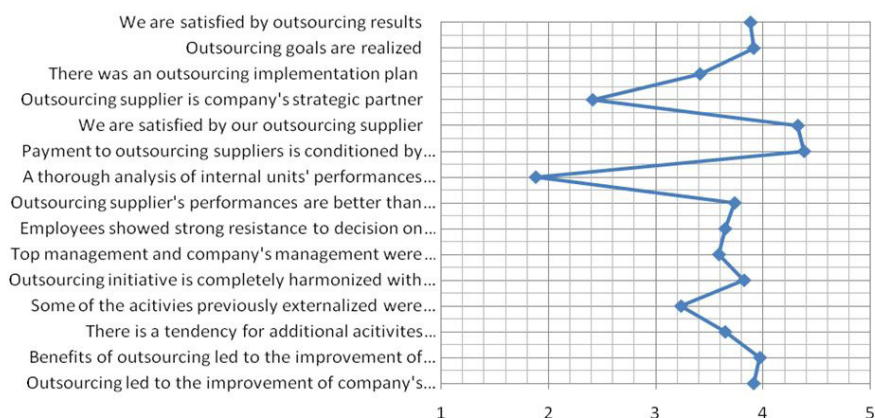 We are satisfied by outsourcing results
Outsourcing goals are realized
There was an outsourcing implementation plan
Outsourcing supplier is company's strategic partner
We are satisfied by our outsourcing supplier
Payment to outsourcing suppliers is conditioned by...
A thorough analysis of internal units' performances...
Outsourcing supplier's performances are better than...
Employees showed strong resistance to decision on...
Top management and company's management were...
Outsourcing initiative is completely harmonized with...
Some of the acitivies previously externalized were...
There is a tendency for additional acitivites...
Benefits of outsourcing led to the improvement of...
Outsourcing led to the improvement of company's...
1 2 3 4 5